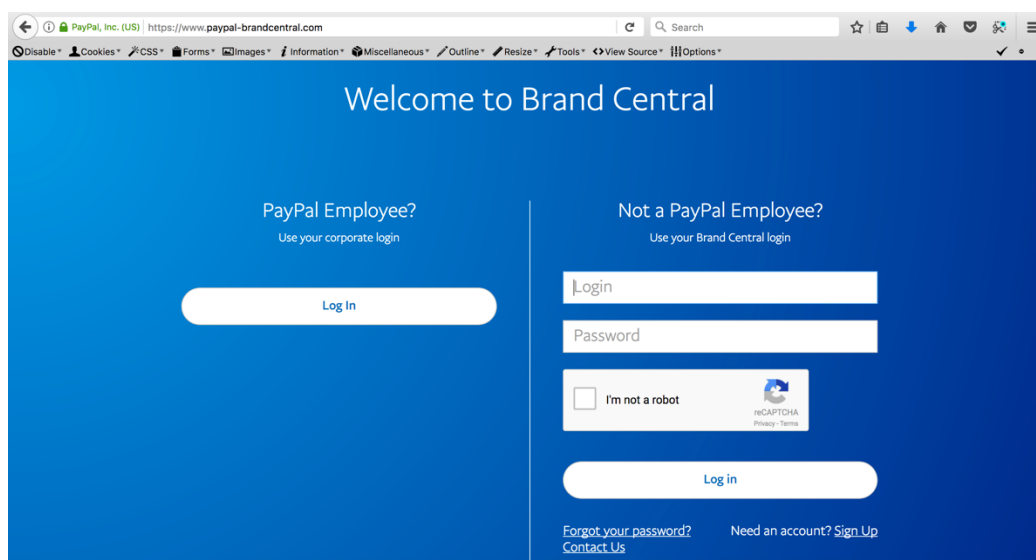 PayPal, Inc. (US) https://www.paypal-brandcentral.com Search
Disable Cookies CSS Forms Images Information Miscellaneous Outline Resize Tools View Source Options
Welcome to Brand Central
PayPal Employee?
Use your corporate login
Log In
Not a PayPal Employee?
Use your Brand Central login
Login
Password
I'm not a robot
reCAPTCHA
Privacy - Terms
Log in
Forgot your password? Need an account? Sign Up
Contact Us